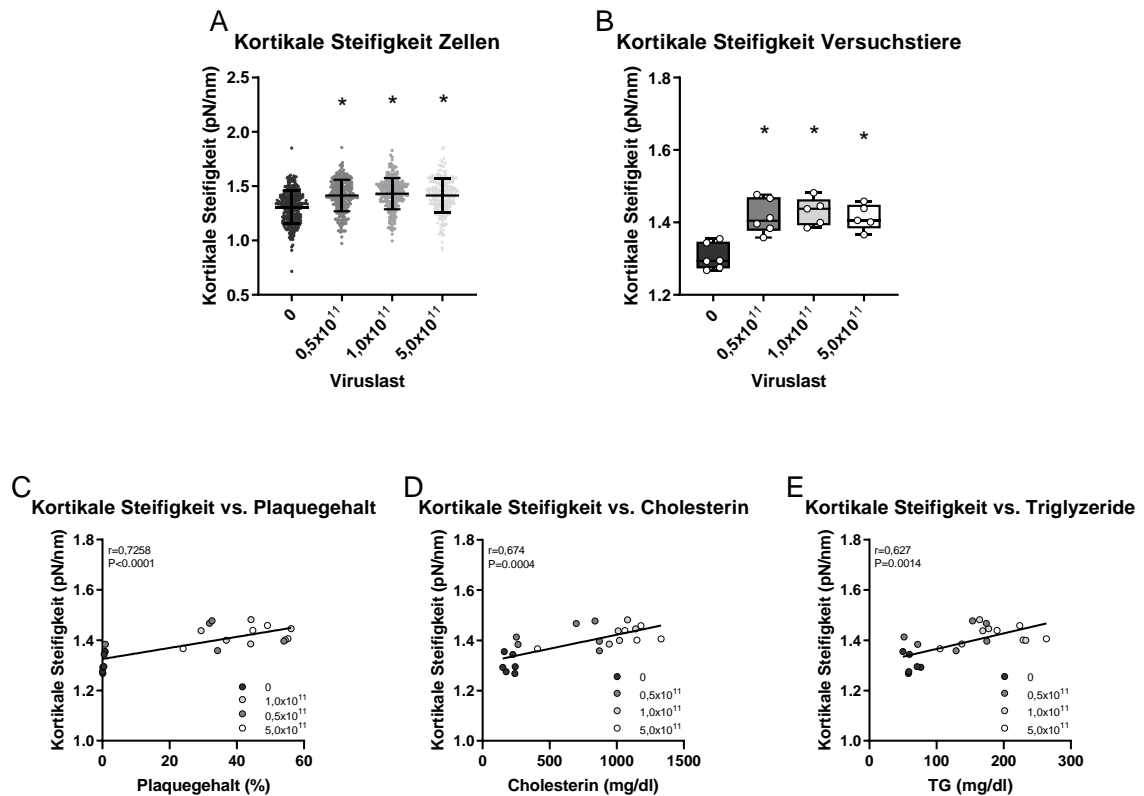 A
Kortikale Steifigkeit Zellen
Kortikale Steifigkeit (pN/nm)
2.5
2.0
1.5
1.0
0.5
* * *
0
0,5x10¹¹
1,0x10¹¹
5,0x10¹¹
Viruslast
B
Kortikale Steifigkeit Versuchstiere
Kortikale Steifigkeit (pN/nm)
1.8
1.6
1.4
1.2
* * *
0
0,5x10¹¹
1,0x10¹¹
5,0x10¹¹
Viruslast
C
Kortikale Steifigkeit vs. Plaquegehalt
Kortikale Steifigkeit (pN/nm)
1.8
1.6
1.4
1.2
1.0
r=0,7258
P<0.0001
0
1,0x10¹¹
0,5x10¹¹
5,0x10¹¹
0 20 40 60
Plaquegehalt (%)
D
Kortikale Steifigkeit vs. Cholesterin
Kortikale Steifigkeit (pN/nm)
1.8
1.6
1.4
1.2
1.0
r=0,674
P=0.0004
0
0,5x10¹¹
1,0x10¹¹
5,0x10¹¹
0 500 1000 1500
Cholesterin (mg/dl)
E
Kortikale Steifigkeit vs. Triglyzeride
Kortikale Steifigkeit (pN/nm)
1.8
1.6
1.4
1.2
1.0
r=0,627
P=0.0014
0
0,5x10¹¹
1,0x10¹¹
5,0x10¹¹
0 100 200 300
TG (mg/dl)